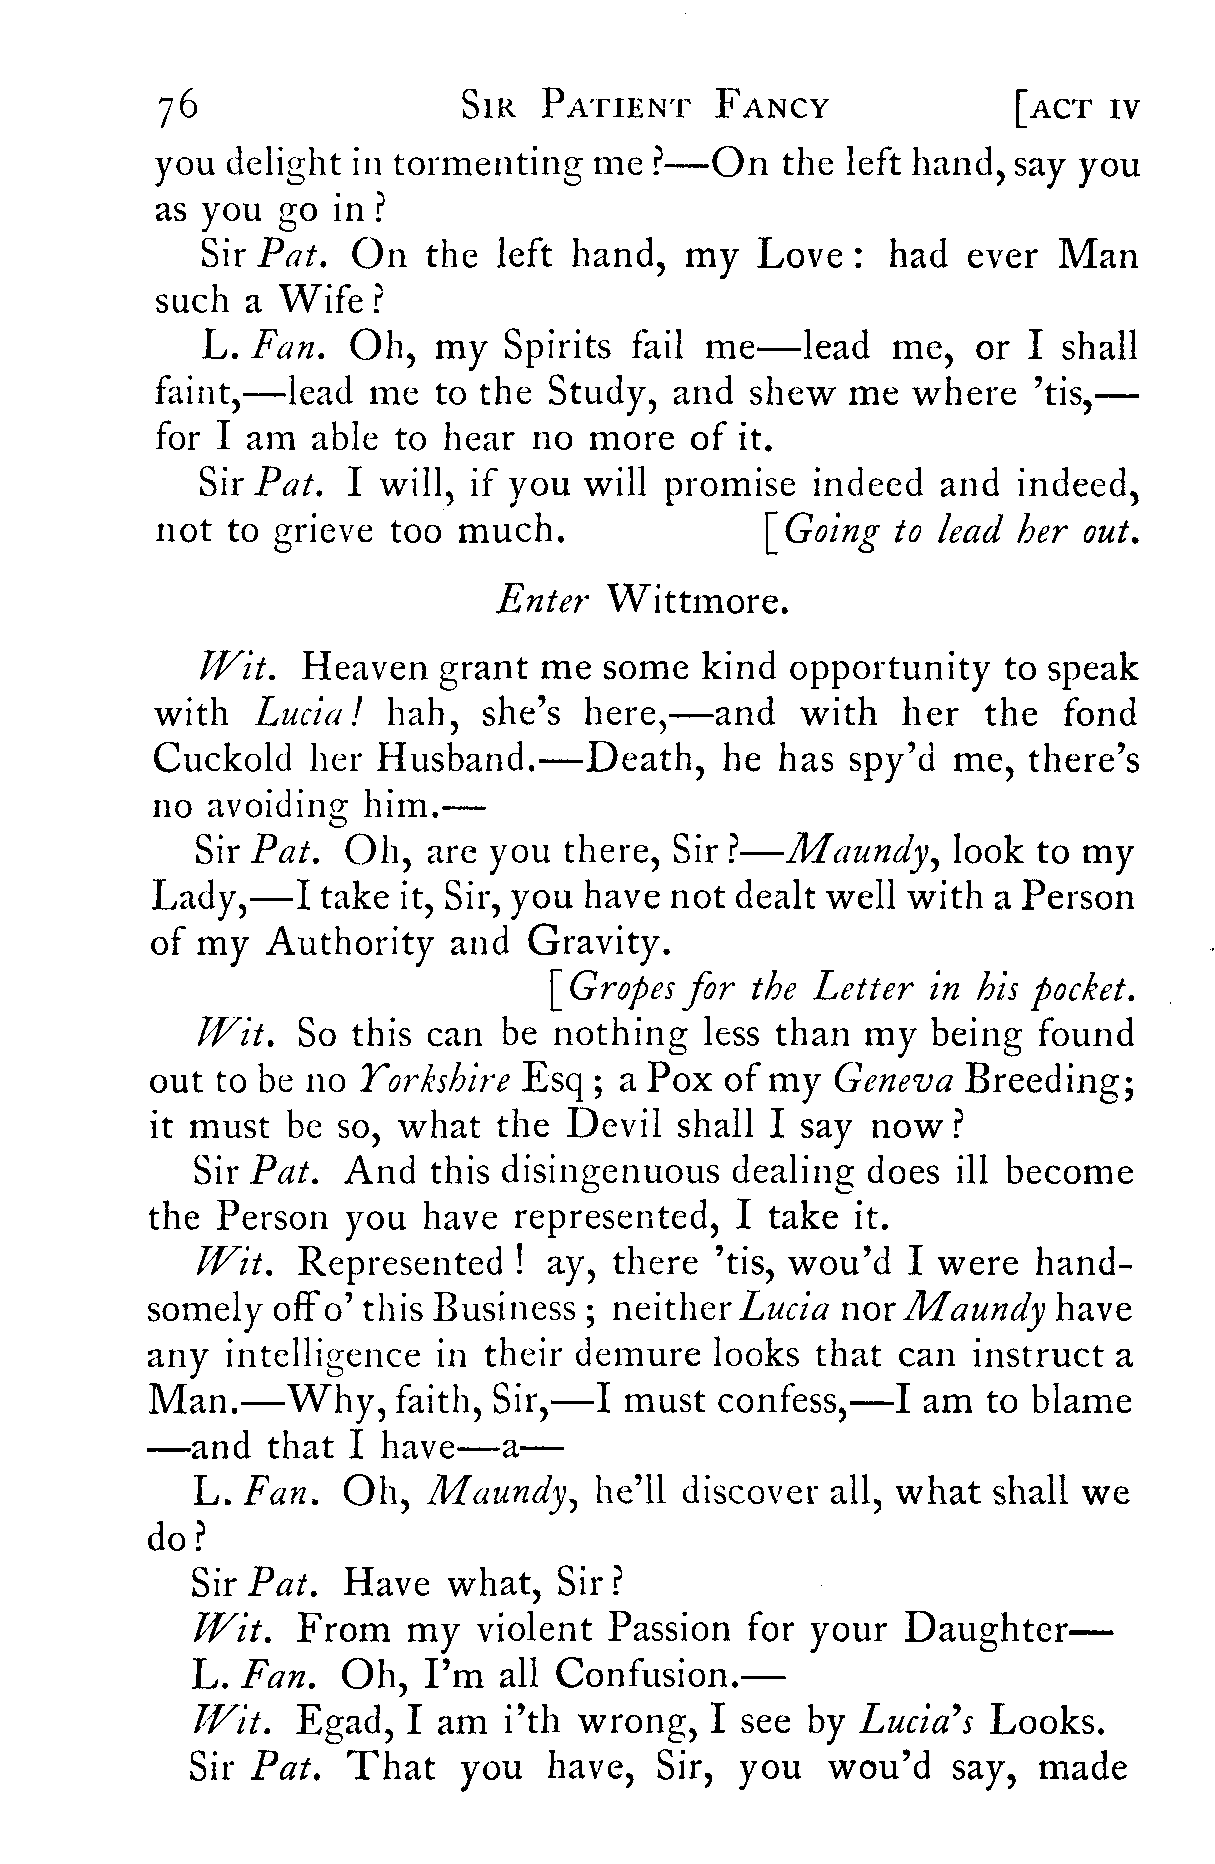 76 Sir Patient Fancy [ACT IV
you delight in tormenting me?—On the left hand, say you
as you go in?
Sir Pat. On the left hand, my Love: had ever Man
such a Wife?
L. Fan. Oh, my Spirits fail me—lead me, or I shall
faint,—lead me to the Study, and shew me where 'tis,—
for I am able to hear no more of it.
Sir Pat. I will, if you will promise indeed and indeed,
not to grieve too much. [Going to lead her out.
Enter Wittmore.
Wit. Heaven grant me some kind opportunity to speak
with Lucia! hah, she's here,—and with her the fond
Cuckold her Husband.—Death, he has spy'd me, there's
no avoiding him.—
Sir Pat. Oh, are you there, Sir?—Maundy, look to my
Lady,—I take it, Sir, you have not dealt well with a Person
of my Authority and Gravity.
[Gropes for the Letter in his pocket.
Wit. So this can be nothing less than my being found
out to be no Yorkshire Esq; a Pox of my Geneva Breeding;
it must be so, what the Devil shall I say now?
Sir Pat. And this disingenuous dealing does ill become
the Person you have represented, I take it.
Wit. Represented! ay, there 'tis, wou'd I were hand-
somely off o' this Business; neither Lucia nor Maundy have
any intelligence in their demure looks that can instruct a
Man.—Why, faith, Sir,—I must confess,—I am to blame
—and that I have—a—
L. Fan. Oh, Maundy, he'll discover all, what shall we
do?
Sir Pat. Have what, Sir?
Wit. From my violent Passion for your Daughter—
L. Fan. Oh, I'm all Confusion.—
Wit. Egad, I am i'th wrong, I see by Lucia's Looks.
Sir Pat. That you have, Sir, you wou'd say, made